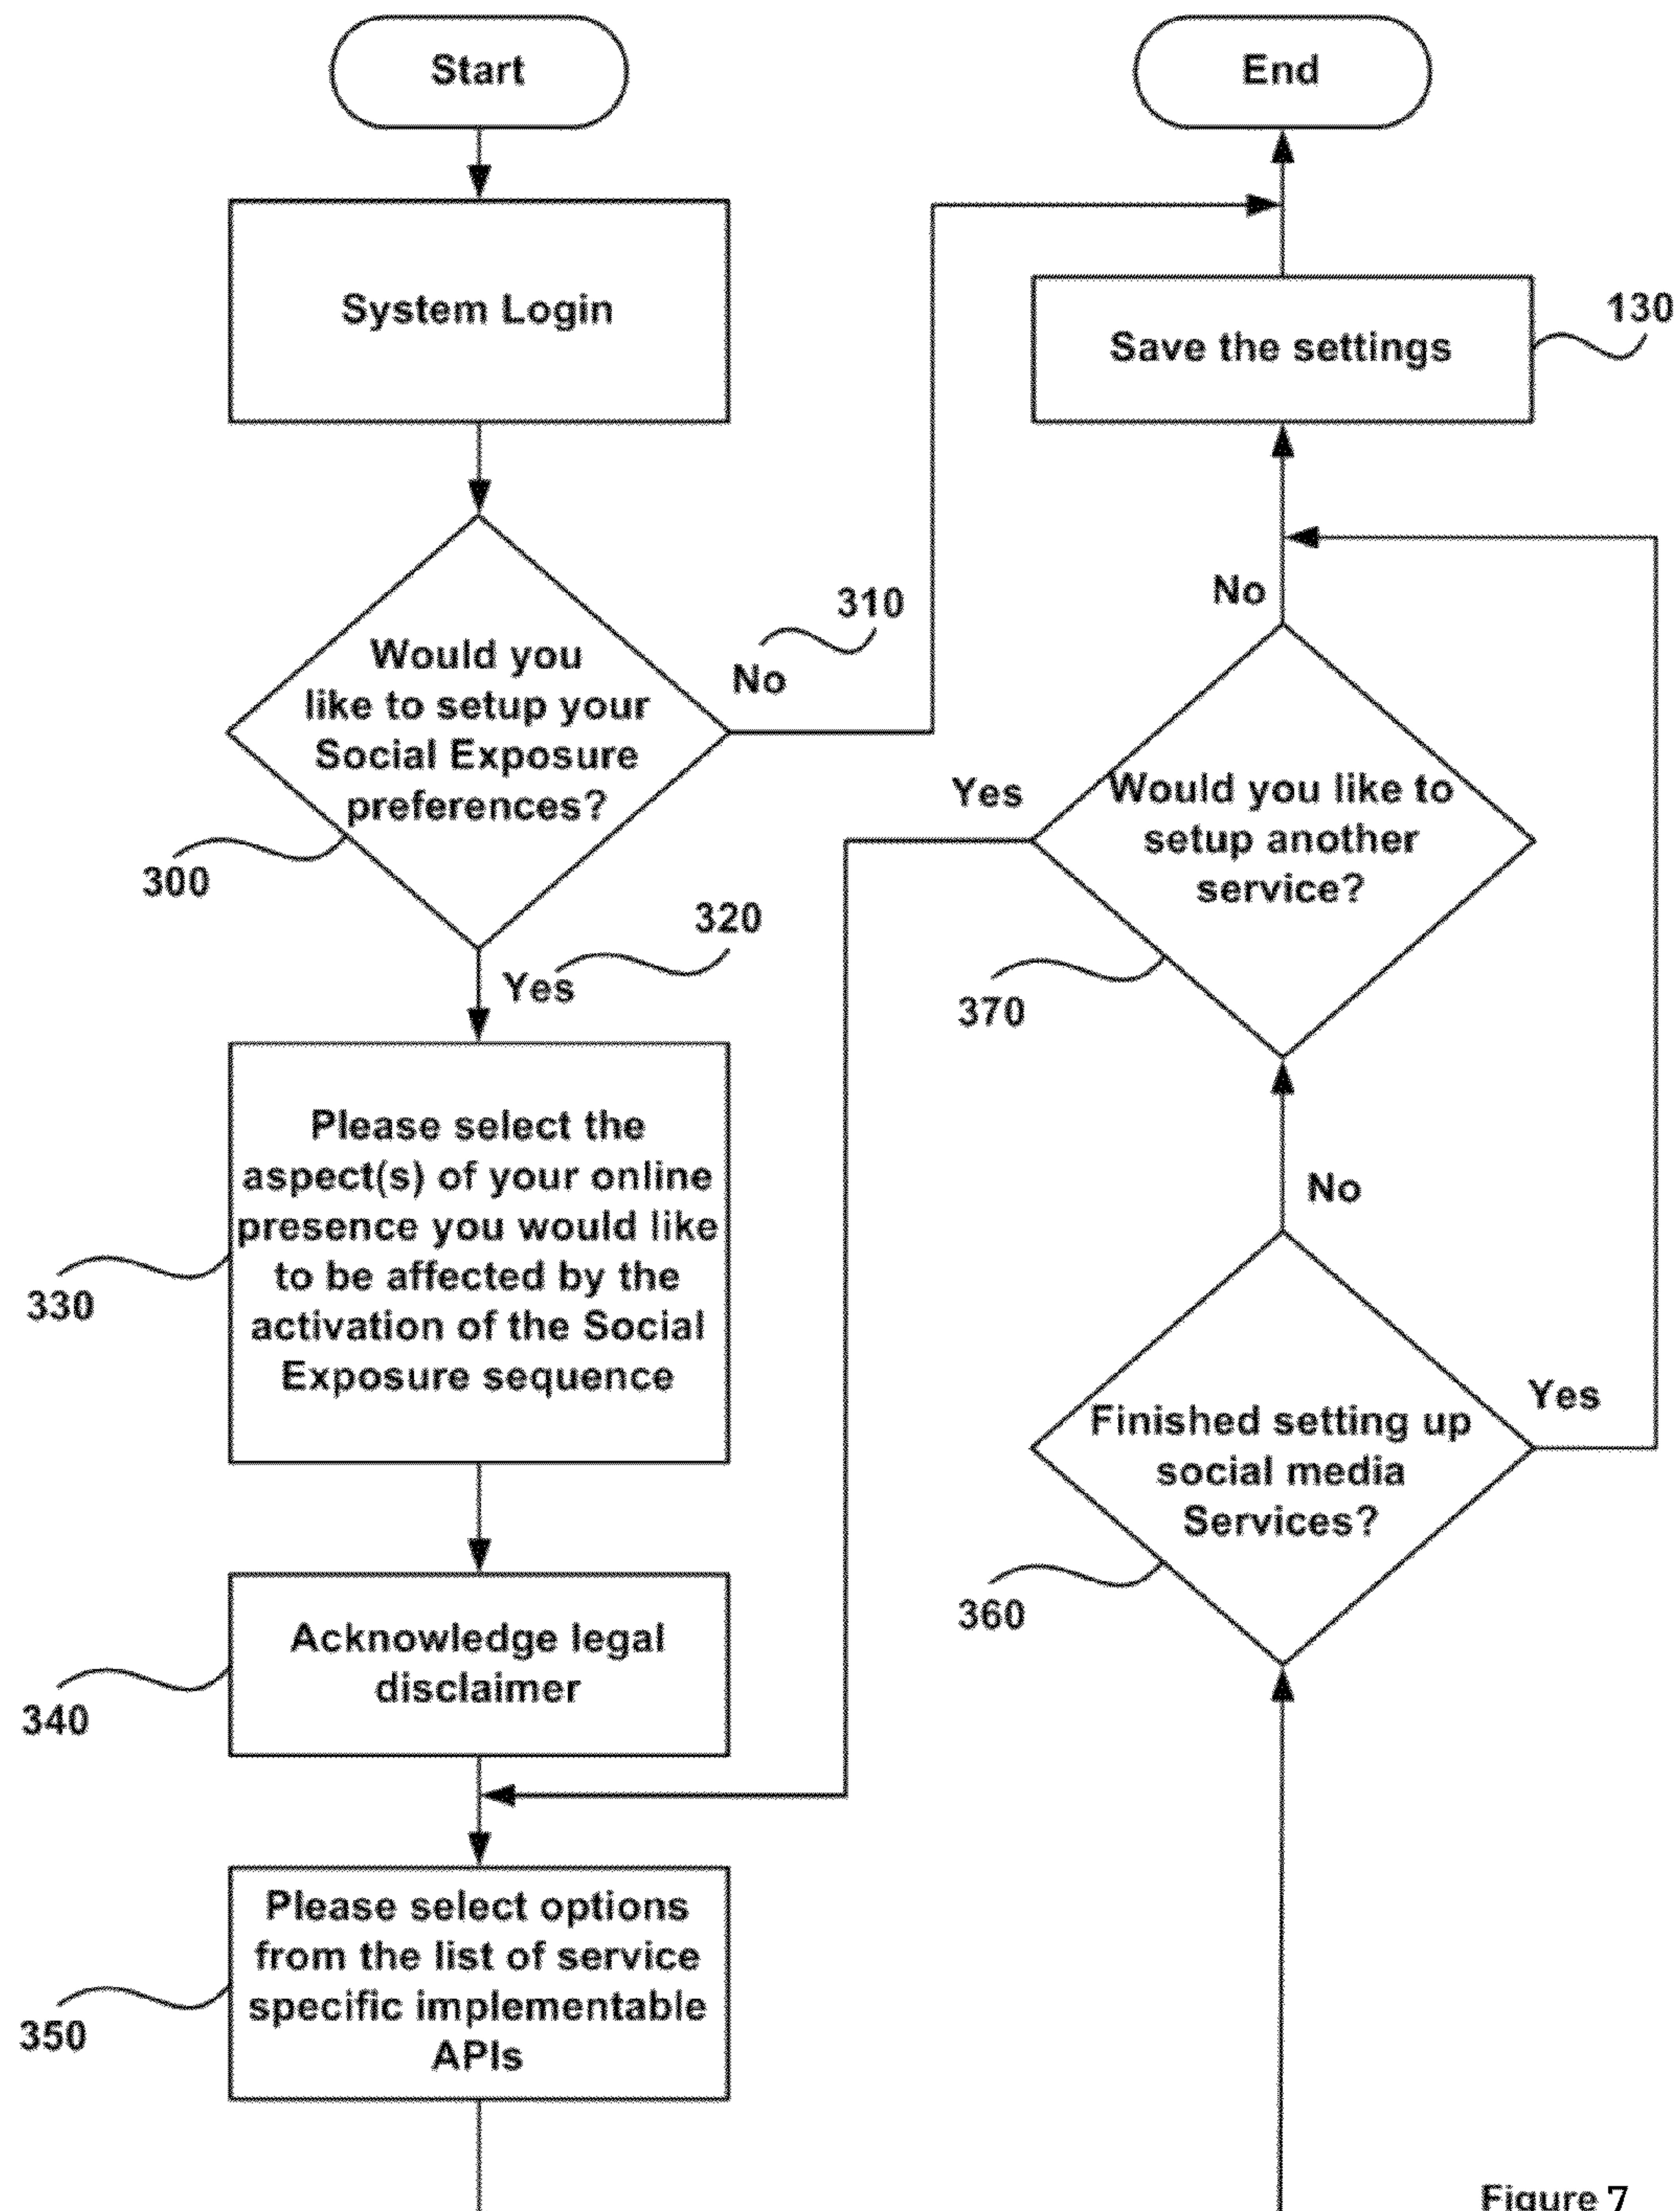 Start
System Login
Would you
like to setup your
Social Exposure
preferences?
300
No
310
Yes
320
Please select the
aspect(s) of your online
presence you would like
to be affected by the
activation of the Social
Exposure sequence
330
Acknowledge legal
disclaimer
340
Please select options
from the list of service
specific implementable
APIs
350
End
Save the settings
130
No
Yes
Would you like to
setup another
service?
370
No
Finished setting up
social media
Services?
Yes
360
Figure 7